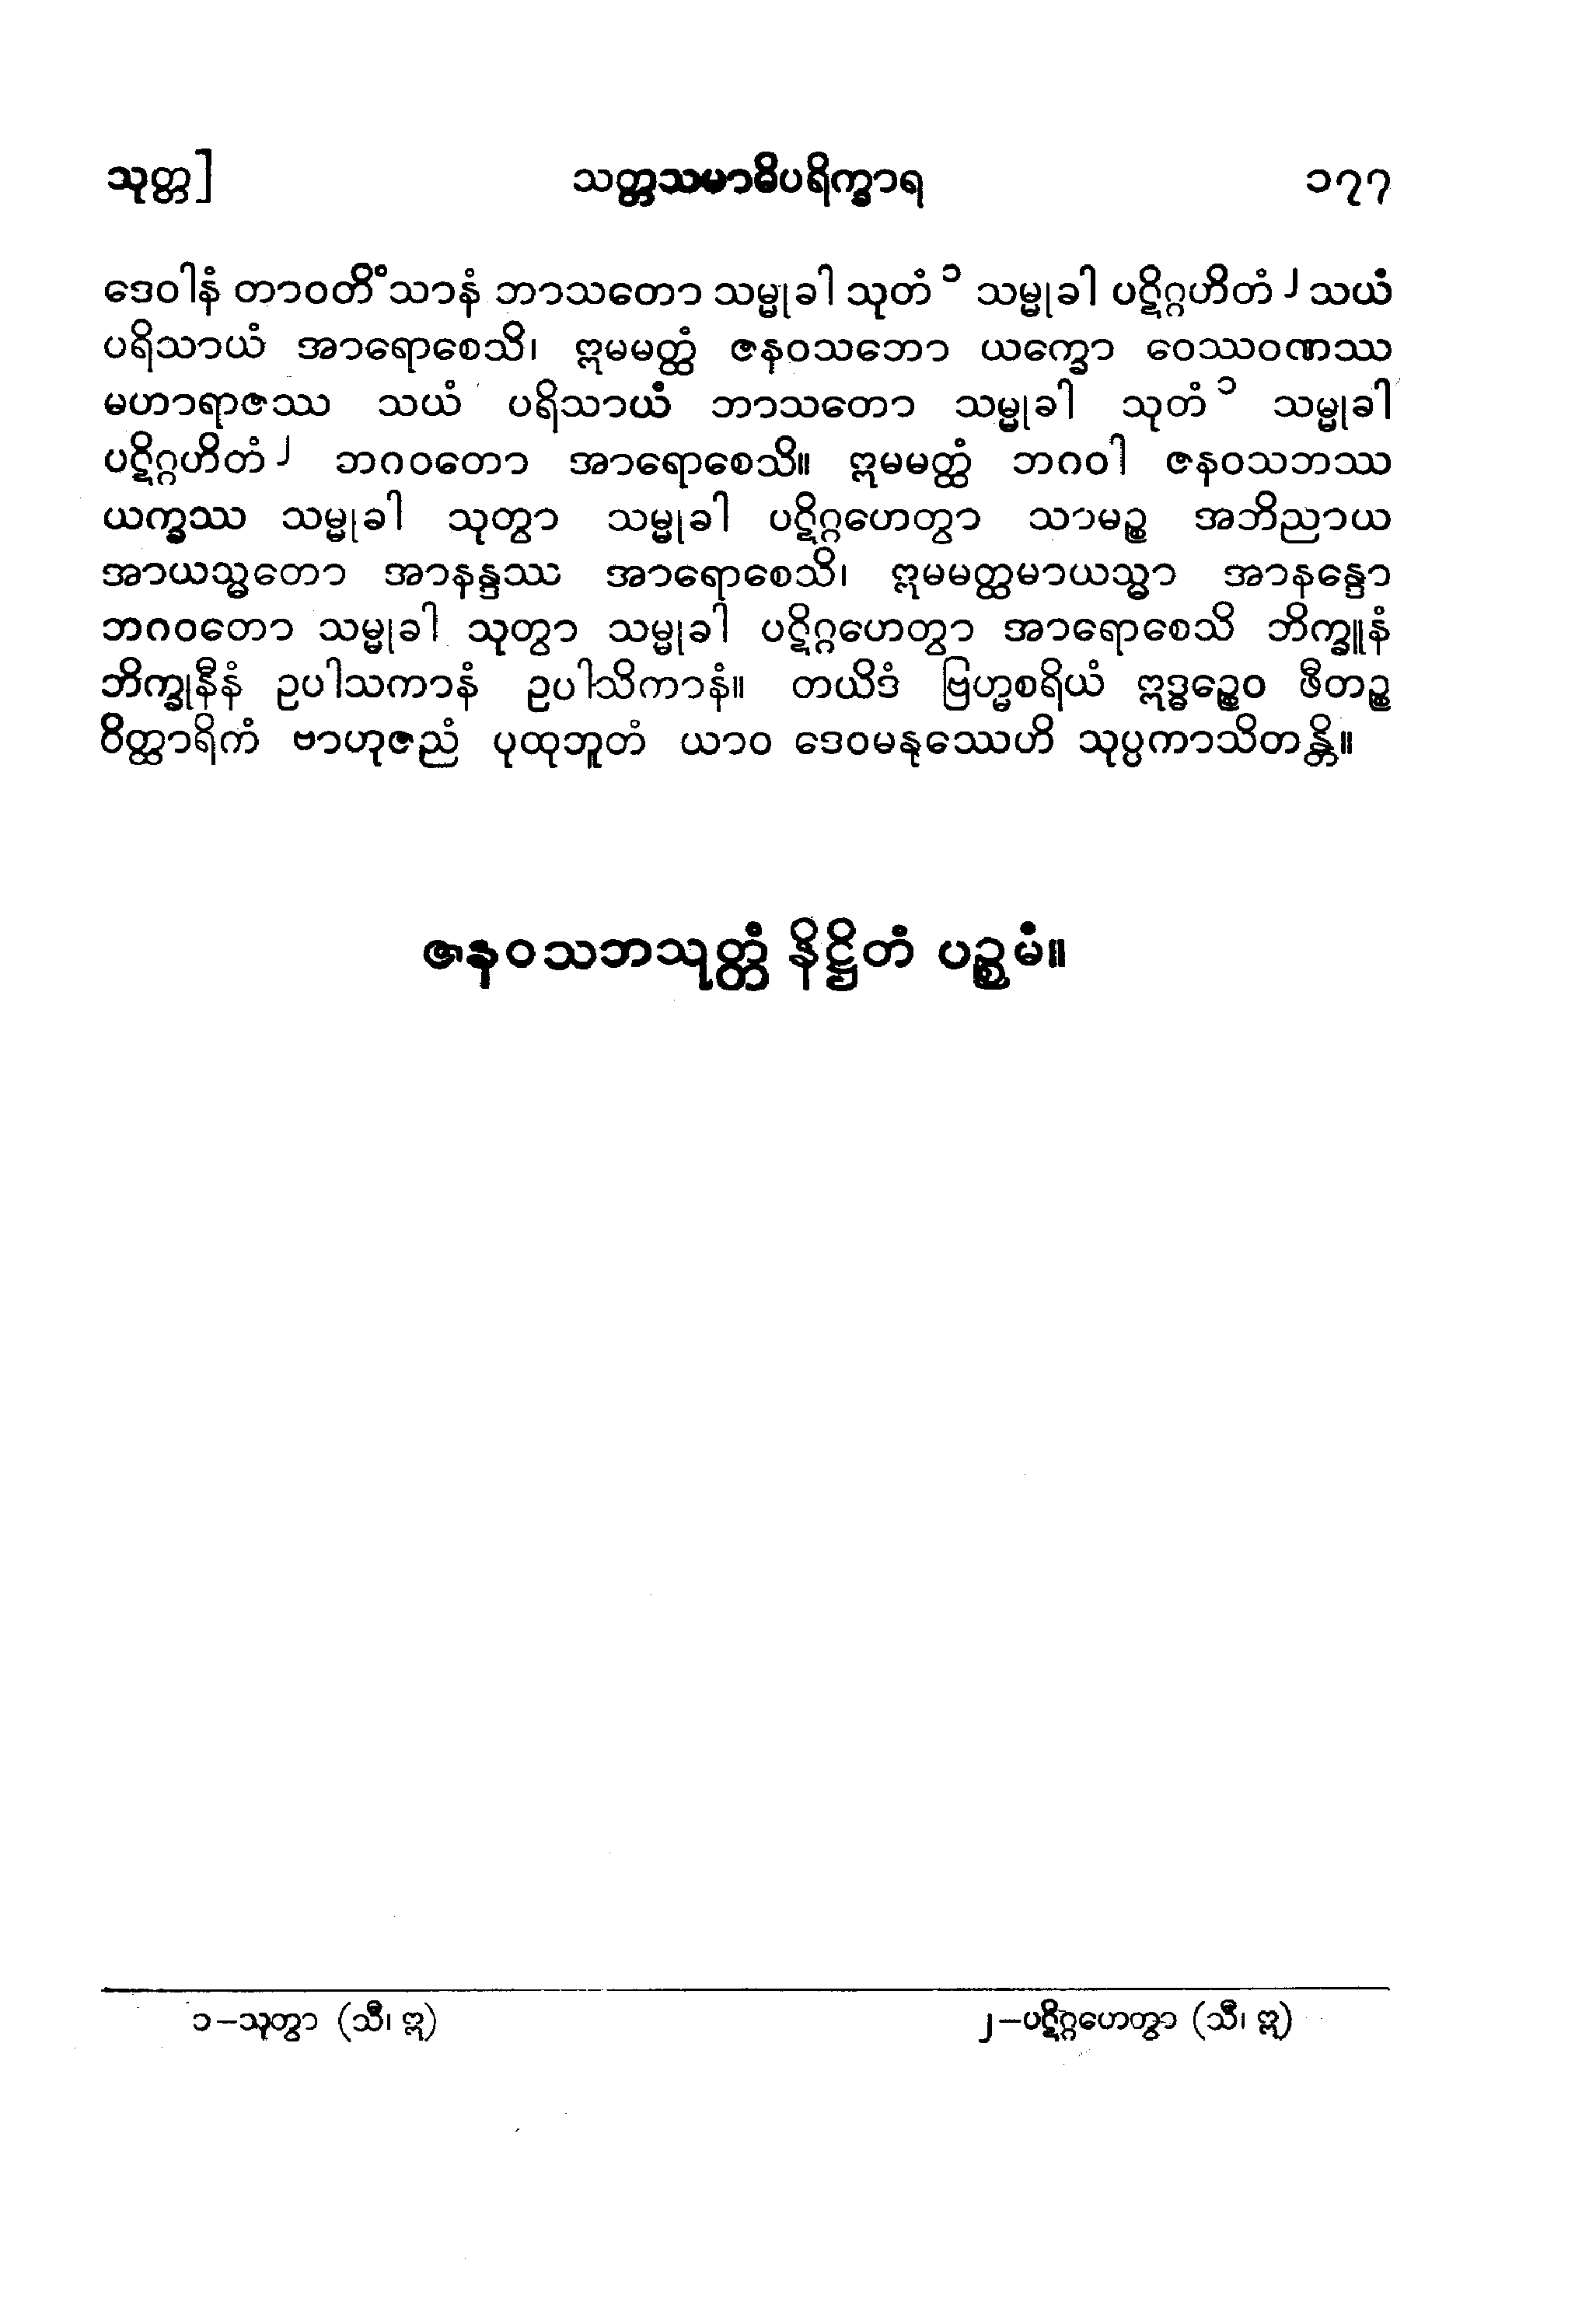 သုတ္တ] သတ္တသမာဓိပရိက္ခာရ ၁၇၇
ဒေဝါနံ တာဝတိံသာနံ ဘာသတော သမ္မုခါ သုတံ ၁ သမ္မုခါ ပဋိဂ္ဂဟိတံ ၂ သယံ
ပရိသာယံ အာရောစေသိ၊ ဣမမတ္ထံ ဇနဝသဘော ယက္ခော ဝေဿဝဏဿ
မဟာရာဇဿ သယံ ပရိသာယံ ဘာသတော သမ္မုခါ သုတံ ၁ သမ္မုခါ
ပဋိဂ္ဂဟိတံ ၂ ဘဂဝတော အာရောစေသိ။ ဣမမတ္ထံ ဘဂဝါ ဇနဝသဘဿ
ယက္ခဿ သမ္မုခါ သုတွာ သမ္မုခါ ပဋိဂ္ဂဟေတွာ သာမဉ္စ အဘိညာယ
အာယသ္မတော အာနန္ဒဿ အာရောစေသိ၊ ဣမမတ္ထမာယသ္မာ အာနန္ဒော
ဘဂဝတော သမ္မုခါ သုတွာ သမ္မုခါ ပဋိဂ္ဂဟေတွာ အာရောစေသိ ဘိက္ခူနံ
ဘိက္ခုနီနံ ဥပါသကာနံ ဥပါသိကာနံ။ တယိဒံ ဗြဟ္မစရိယံ ဣဒ္ဓဉ္စေဝ ဖီတဉ္စ
ဝိတ္ထာရိကံ ဗာဟုဇညံ ပုထုဘူတံ ယာဝ ဒေဝမနုဿေဟိ သုပ္ပကာသိတန္တိ။
ဇနဝသဘသုတ္တံ နိဋ္ဌိတံ ပဉ္စမံ။
၁–သုတွာ (သီ၊ ဣ) ၂–ပဋိဂ္ဂဟေတွာ (သီ၊ ဣ)